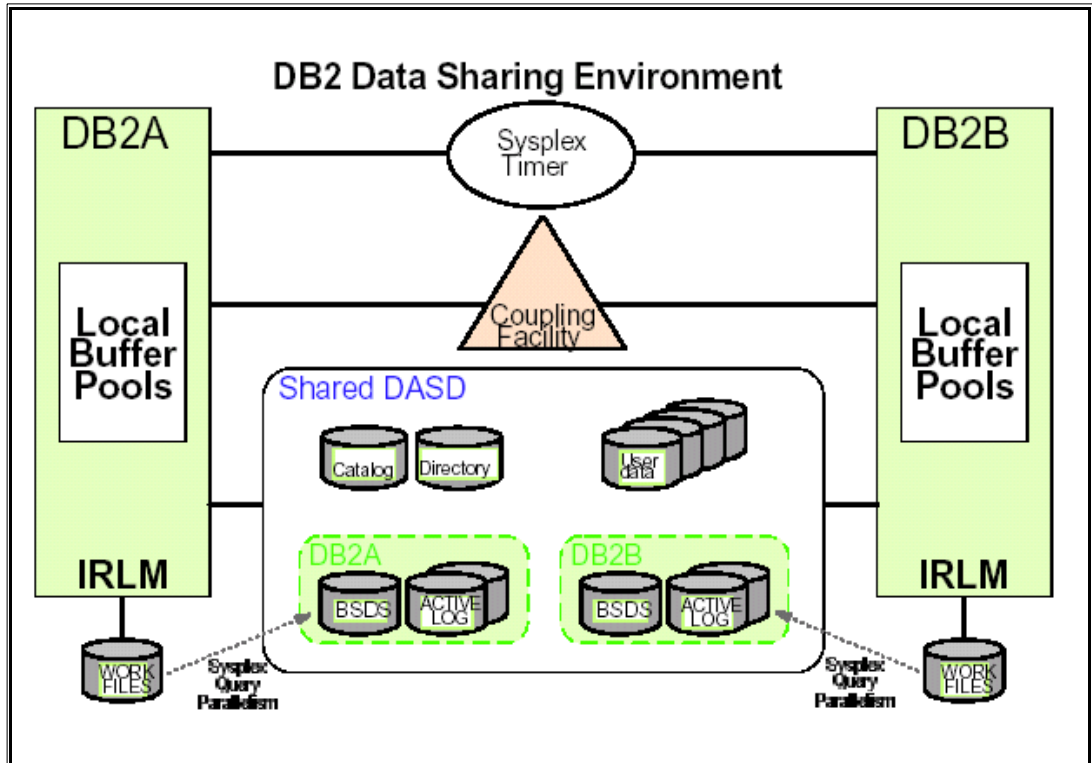 DB2 Data Sharing Environment
DB2A
DB2B
Sysplex
Timer
Local
Buffer
Pools
Coupling
Facility
Local
Buffer
Pools
Shared DASD
Catalog
Directory
User
data
DB2A
DB2B
BSDS
ACTIVE
LOG
BSDS
ACTIVE
LOG
IRLM
IRLM
WORK
FILES
Sysplex
Query
Parallelism
Sysplex
Query
Parallelism
WORK
FILES